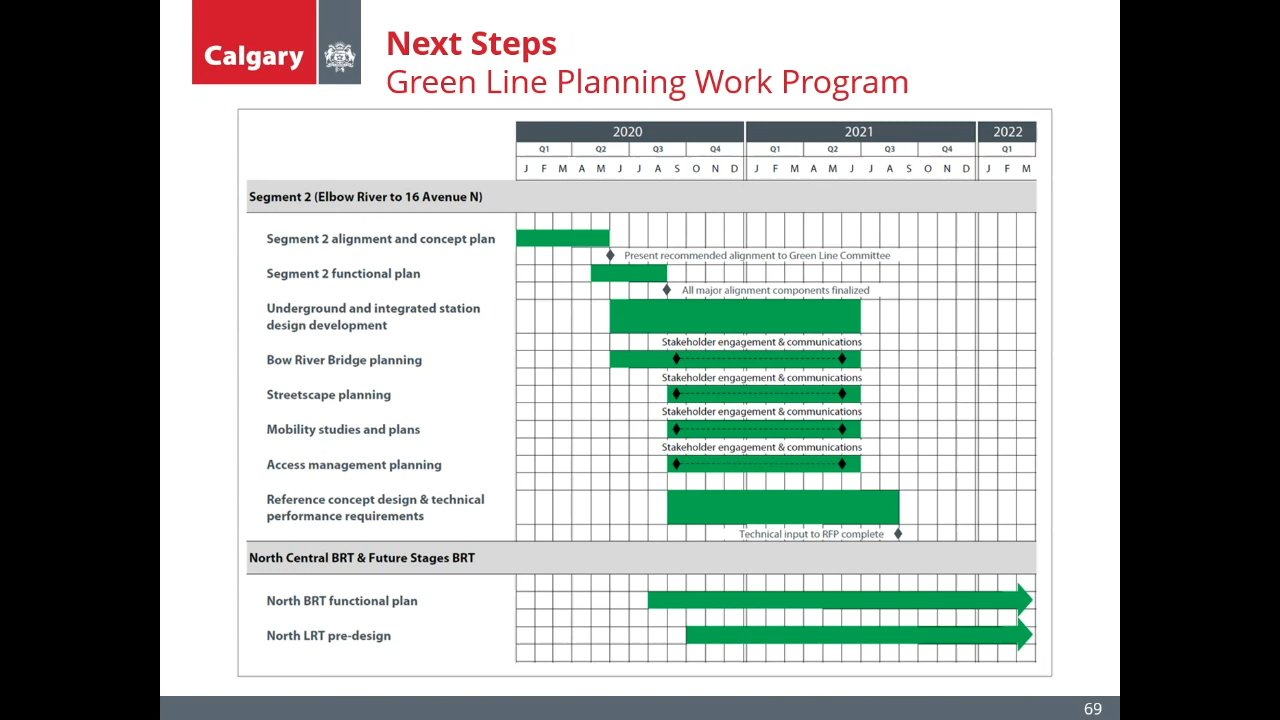 Calgary
Next Steps
Green Line Planning Work Program
2020 2021 2022
Q1 Q2 Q3 Q4 Q1 Q2 Q3 Q4 Q1
J F M A M J J A S O N D J F M A M J J A S O N D J F M
Segment 2 (Elbow River to 16 Avenue N)
Segment 2 alignment and concept plan
Present recommended alignment to Green Line Committee
Segment 2 functional plan
All major alignment components finalized
Underground and integrated station
design development
Stakeholder engagement & communications
Bow River Bridge planning
Stakeholder engagement & communications
Streetscape planning
Stakeholder engagement & communications
Mobility studies and plans
Stakeholder engagement & communications
Access management planning
Reference concept design & technical
performance requirements
Technical input to RFP complete
North Central BRT & Future Stages BRT
North BRT functional plan
North LRT pre-design
69